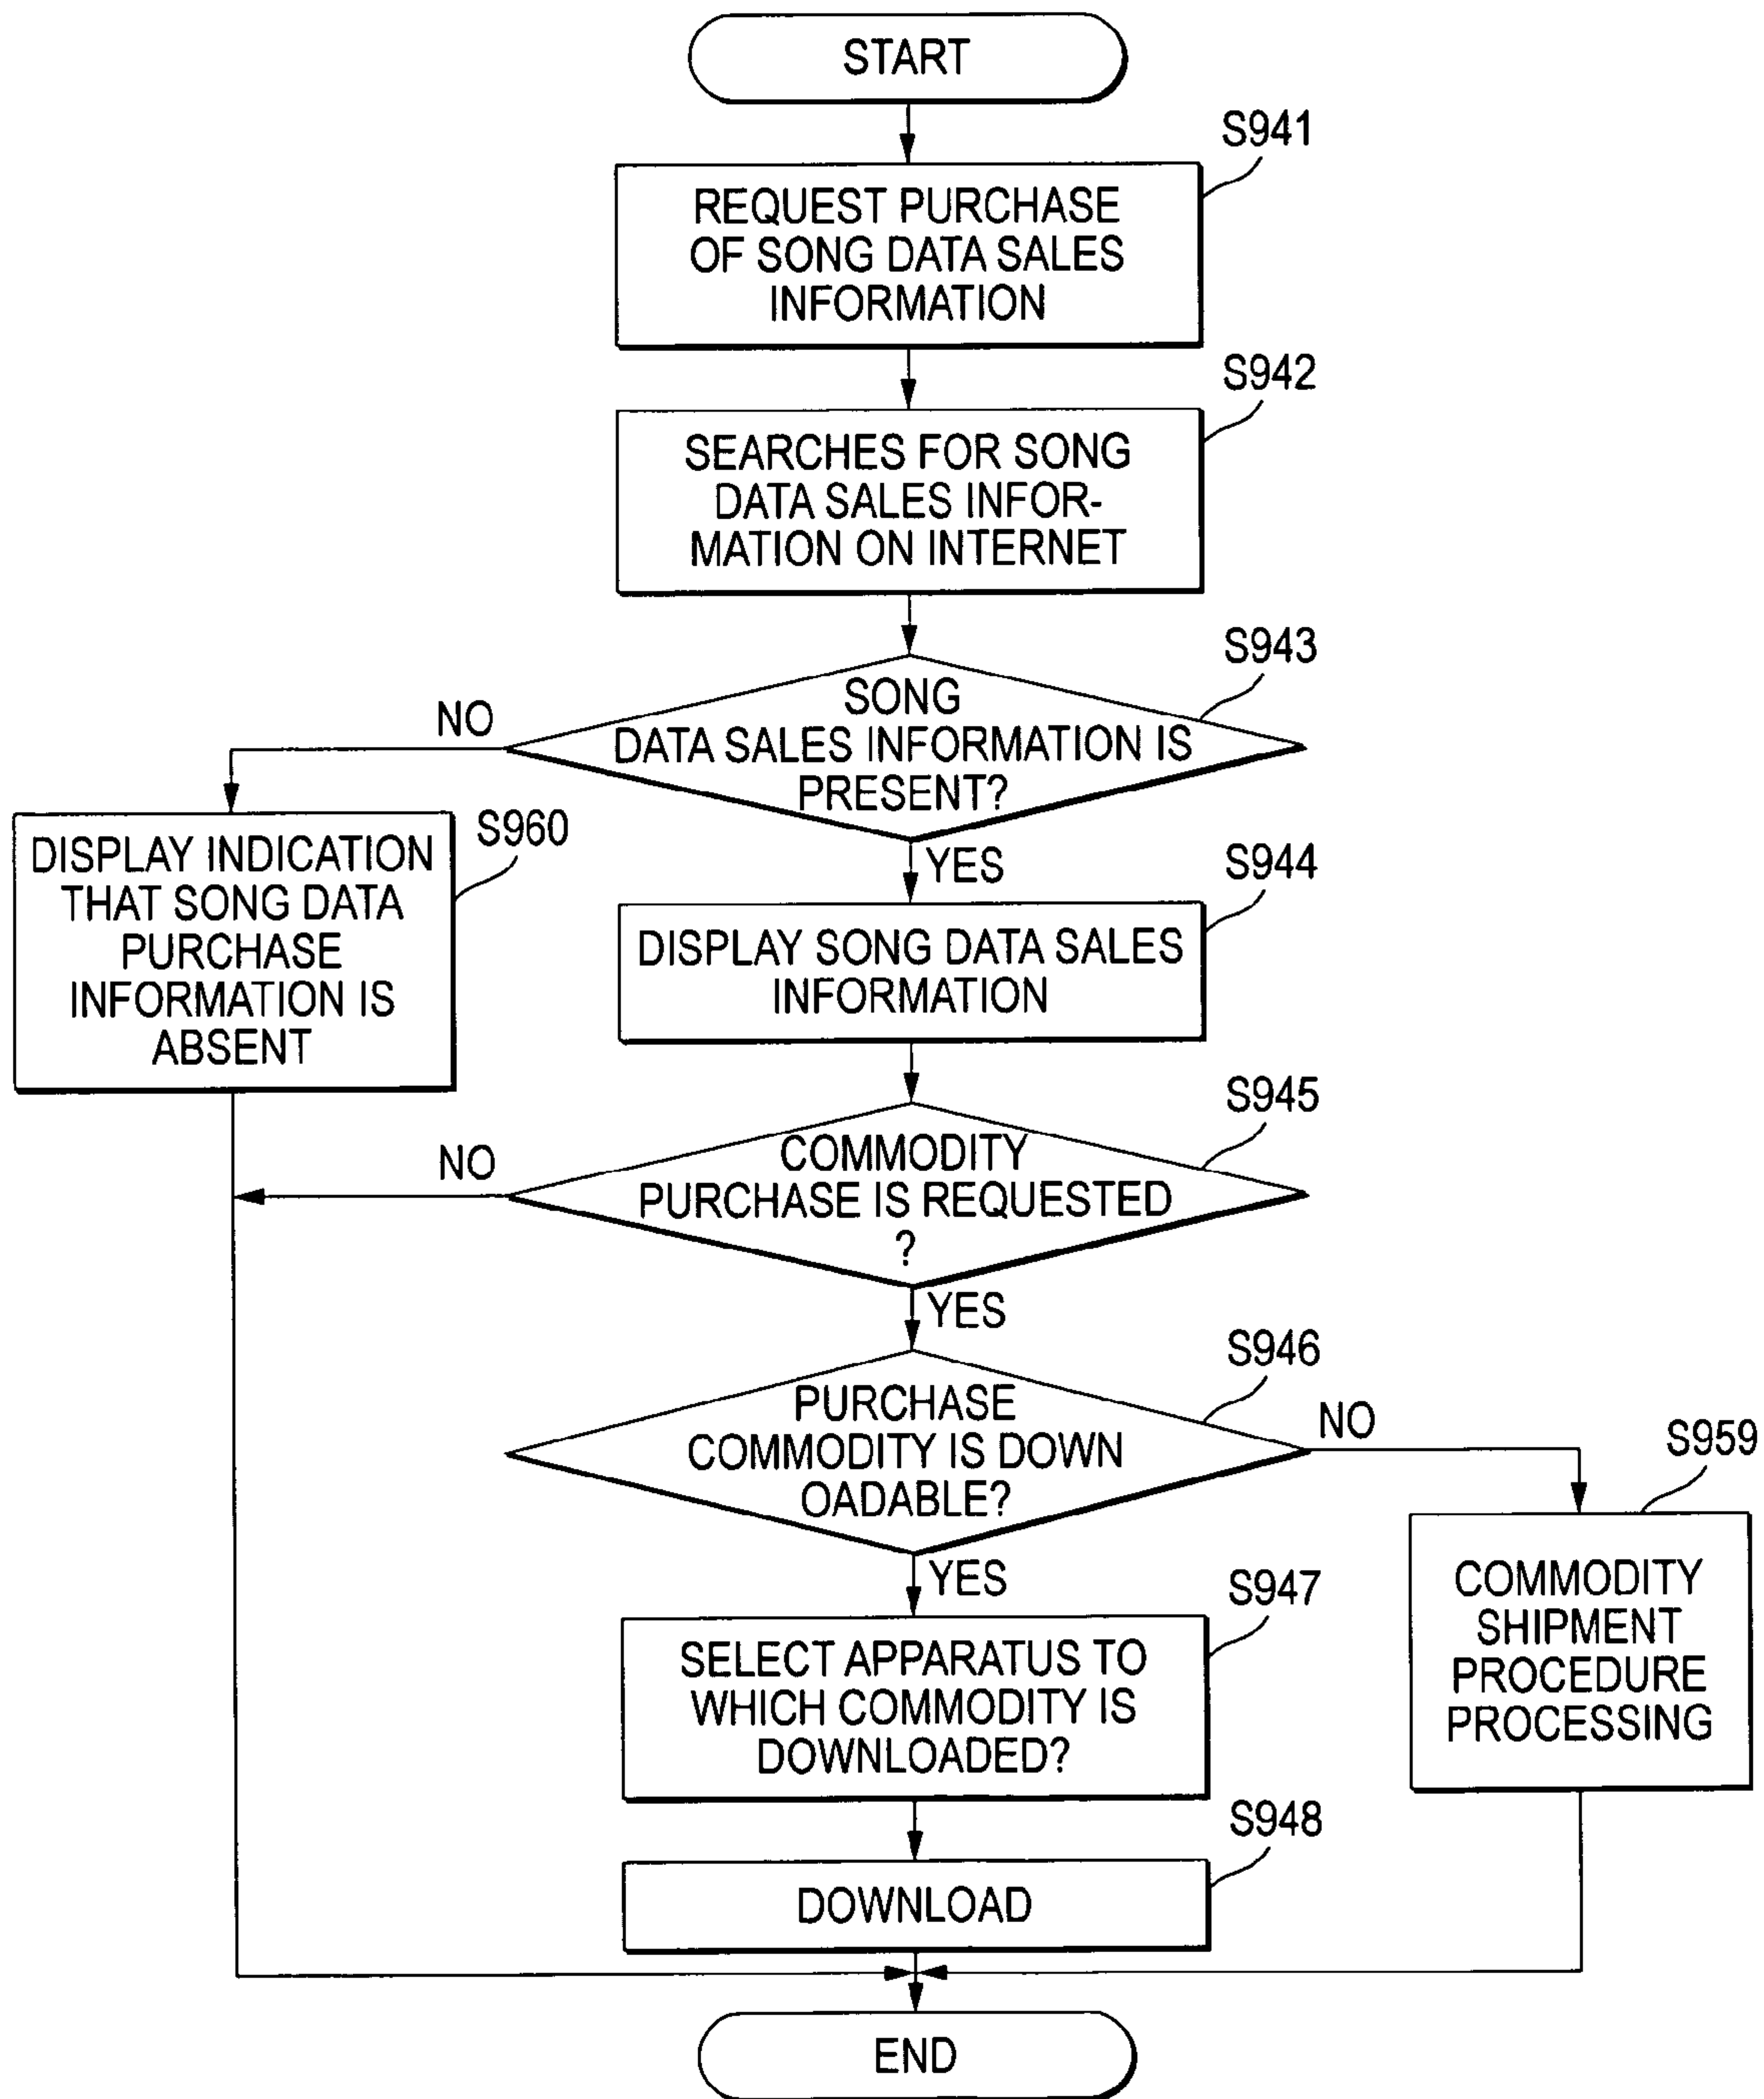 START
S941
REQUEST PURCHASE
OF SONG DATA SALES
INFORMATION
S942
SEARCHES FOR SONG
DATA SALES INFOR-
MATION ON INTERNET
S943
SONG
DATA SALES INFORMATION IS
PRESENT?
NO
YES
S960
DISPLAY INDICATION
THAT SONG DATA
PURCHASE
INFORMATION IS
ABSENT
S944
DISPLAY SONG DATA SALES
INFORMATION
S945
COMMODITY
PURCHASE IS REQUESTED
?
NO
YES
S946
PURCHASE
COMMODITY IS DOWN
OADABLE?
NO
YES
S959
COMMODITY
SHIPMENT
PROCEDURE
PROCESSING
S947
SELECT APPARATUS TO
WHICH COMMODITY IS
DOWNLOADED?
S948
DOWNLOAD
END